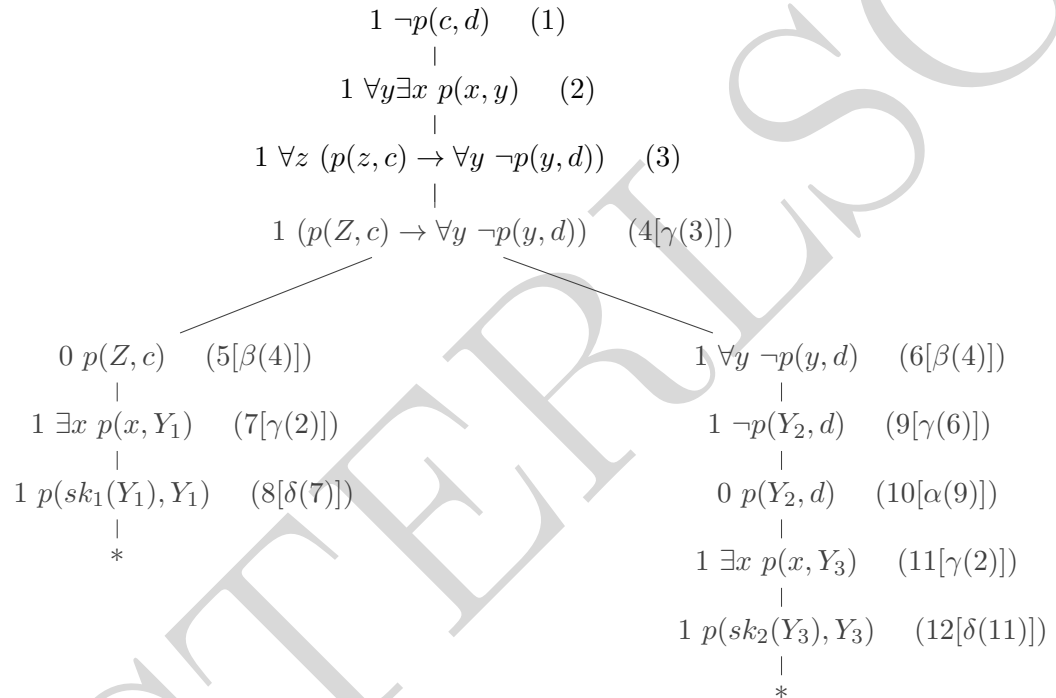 1 ¬p(c, d) (1)
1 ∀y∃x p(x, y) (2)
1 ∀z (p(z, c) → ∀y ¬p(y, d)) (3)
1 (p(Z, c) → ∀y ¬p(y, d)) (4[γ(3)])
0 p(Z, c) (5[β(4)])
1 ∃x p(x, Y₁) (7[γ(2)])
1 p(sk₁(Y₁), Y₁) (8[δ(7)])
*
1 ∀y ¬p(y, d) (6[β(4)])
1 ¬p(Y₂, d) (9[γ(6)])
0 p(Y₂, d) (10[α(9)])
1 ∃x p(x, Y₃) (11[γ(2)])
1 p(sk₂(Y₃), Y₃) (12[δ(11)])
*
STERLSO